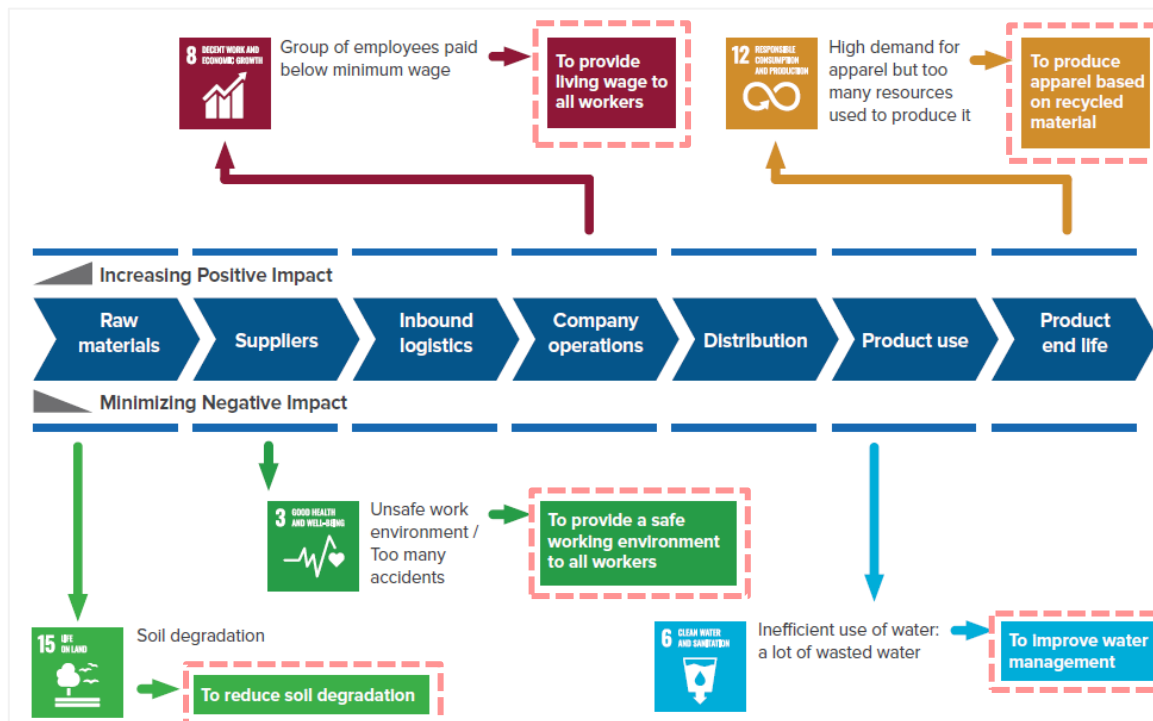 8 DECENT WORK AND
ECONOMIC GROWTH
Group of employees paid
below minimum wage
To provide
living wage to
all workers
12 RESPONSIBLE
CONSUMPTION
AND PRODUCTION
High demand for
apparel but too
many resources
used to produce it
To produce
apparel based
on recycled
material
Increasing Positive Impact
Raw
materials
Suppliers
Inbound
logistics
Company
operations
Distribution
Product use
Product
end life
Minimizing Negative Impact
3 GOOD HEALTH
AND WELL-BEING
Unsafe work
environment /
Too many
accidents
To provide a safe
working environment
to all workers
15 LIFE
ON LAND
Soil degradation
To reduce soil degradation
6 CLEAN WATER
AND SANITATION
Inefficient use of water:
a lot of wasted water
To improve water
management